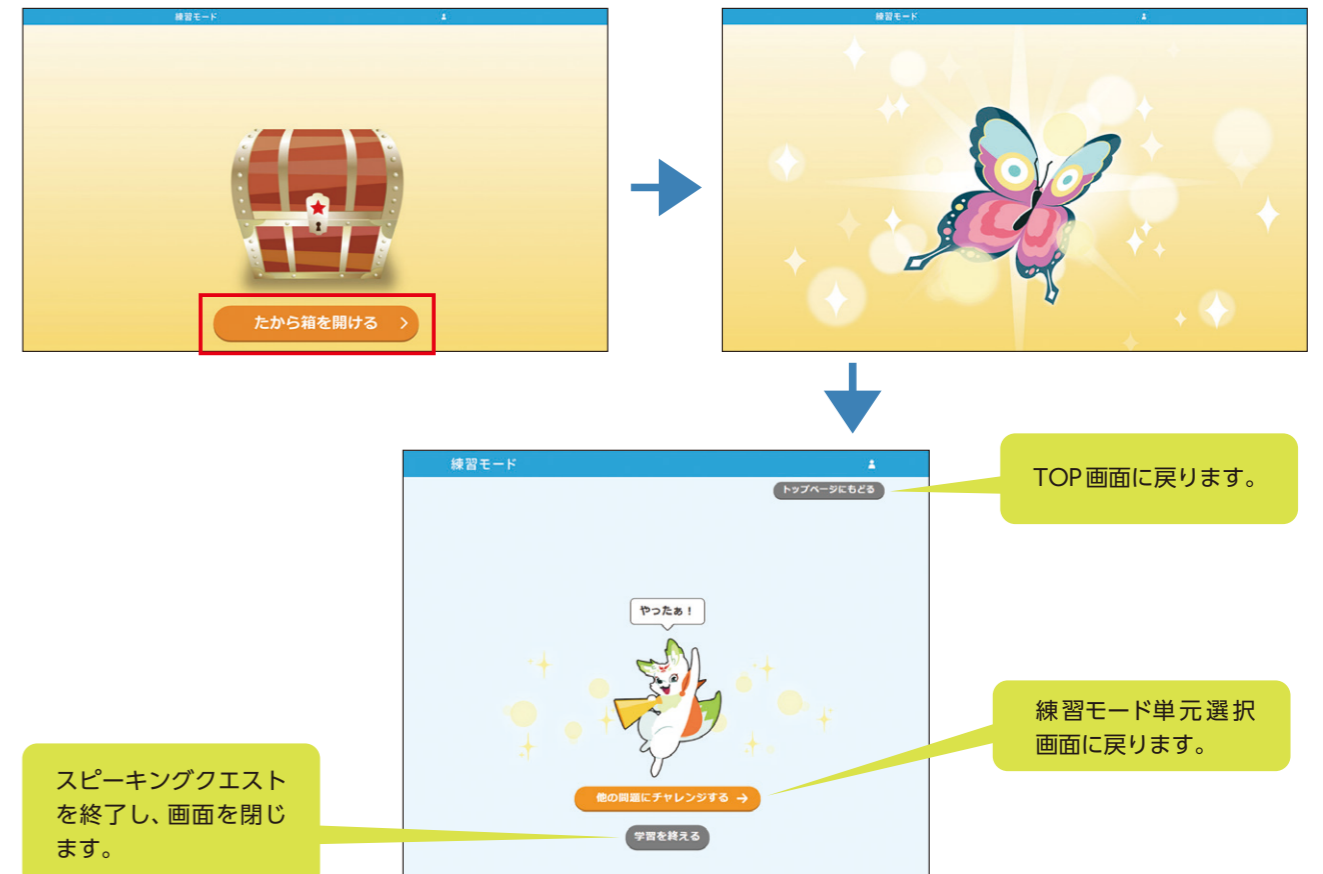 練習モード
たから箱を開ける
練習モード
練習モード
トップページにもどる
TOP画面に戻ります。
やったぁ！
他の問題にチャレンジする
練習モード単元選択
画面に戻ります。
学習を終える
スピーキングクエスト
を終了し、画面を閉じ
ます。